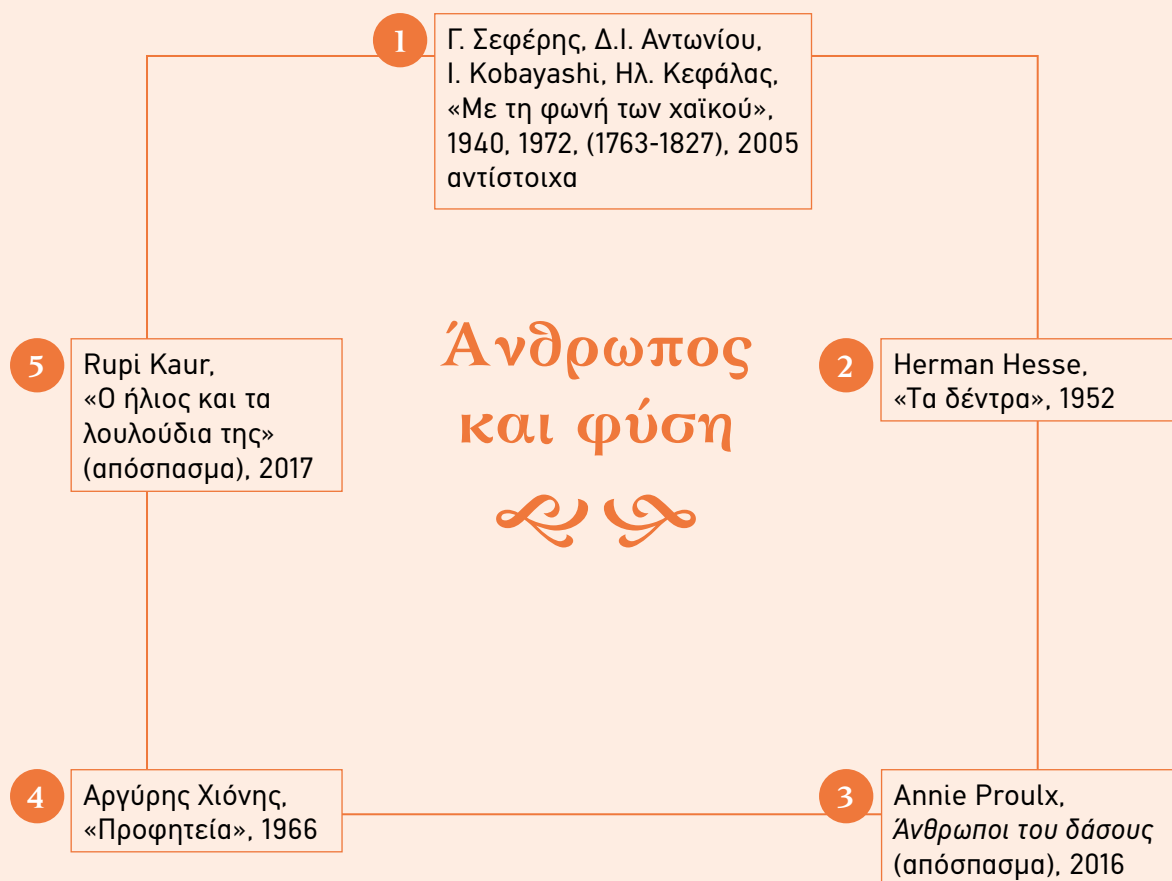 1
Γ. Σεφέρης, Δ.Ι. Αντωνίου,
I. Kobayashi, Ηλ. Κεφάλας,
«Με τη φωνή των χαϊκού»,
1940, 1972, (1763-1827), 2005
αντίστοιχα
Άνθρωπος
και φύση
2
Herman Hesse,
«Τα δέντρα», 1952
3
Annie Proulx,
Άνθρωποι του δάσους
(απόσπασμα), 2016
4
Αργύρης Χιόνης,
«Προφητεία», 1966
5
Rupi Kaur,
«Ο ήλιος και τα
λουλούδια της»
(απόσπασμα), 2017